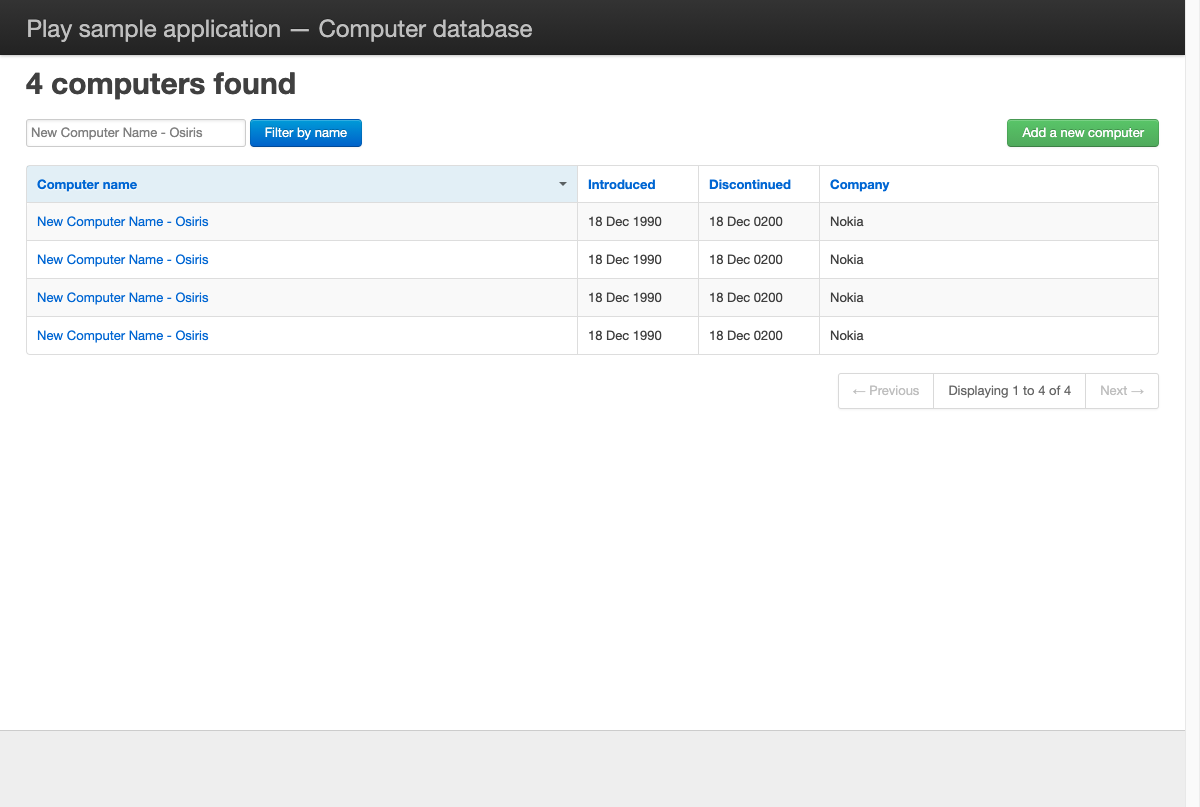 Play sample application — Computer database
4 computers found
New Computer Name - Osiris Filter by name Add a new computer
Computer name Introduced Discontinued Company
New Computer Name - Osiris 18 Dec 1990 18 Dec 0200 Nokia
New Computer Name - Osiris 18 Dec 1990 18 Dec 0200 Nokia
New Computer Name - Osiris 18 Dec 1990 18 Dec 0200 Nokia
New Computer Name - Osiris 18 Dec 1990 18 Dec 0200 Nokia
← Previous Displaying 1 to 4 of 4 Next →